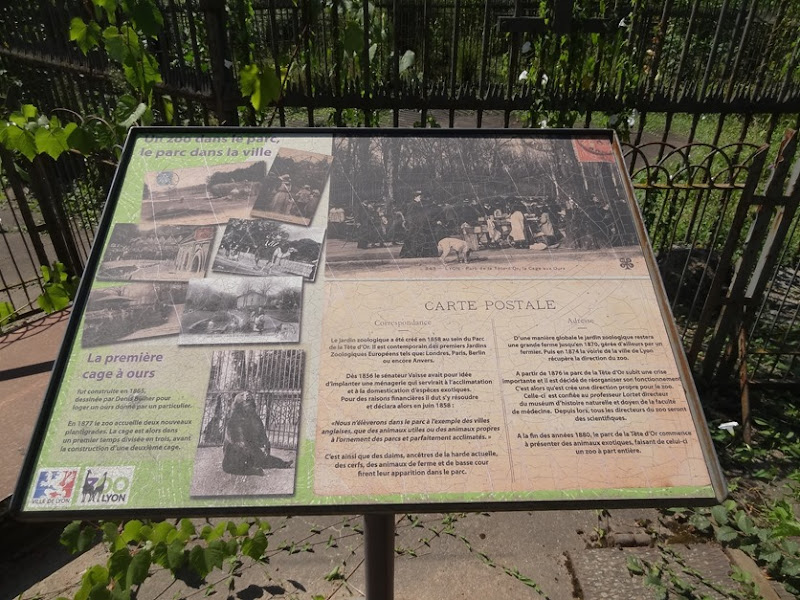 Un zoo dans le parc,
le parc dans la ville
LYON - Parc de la Tête d'Or, la Cage aux Ours
CARTE POSTALE
Correspondance
Le jardin zoologique a été créé en 1858 au sein du Parc
de la Tête d'Or. Il est contemporain des premiers Jardins
Zoologiques Européens tels que: Londres, Paris, Berlin
ou encore Anvers.
Dès 1856 le sénateur Vaisse avait pour idée
d'implanter une ménagerie qui servirait à l'acclimatation
et à la domestication d'espèces exotiques.
Pour des raisons financières il dut s'y résoudre
et déclara alors en juin 1858 :
«Nous n'élèverons dans le parc à l'exemple des villes
anglaises, que des animaux utiles ou des animaux propres
à l'ornement des parcs et parfaitement acclimatés. »
C'est ainsi que des daims, ancêtres de la harde actuelle,
des cerfs, des animaux de ferme et de basse cour
firent leur apparition dans le parc.
Adresse
D'une manière globale le jardin zoologique restera
une grande ferme jusqu'en 1870, gérée d'ailleurs par un
fermier. Puis en 1874 la voirie de la ville de Lyon
récupère la direction du zoo.
A partir de 1876 le parc de la Tête d'Or subit une crise
importante et il est décidé de réorganiser son fonctionnement
C'est alors qu'est crée une direction propre pour le zoo.
Celle-ci est confiée au professeur Lortet directeur
du muséum d'histoire naturelle et doyen de la faculté
de médecine. Depuis lors, tous les directeurs du zoo seront
des scientifiques.
A la fin des années 1880, le parc de la Tête d'Or commence
à présenter des animaux exotiques, faisant de celui-ci
un zoo à part entière.
La première
cage à ours
fut construite en 1865,
dessinée par Denis Bülher pour
loger un ours donné par un particulier.
En 1877 le zoo accueille deux nouveaux
plantigrades. La cage est alors dans
un premier temps divisée en trois, avant
la construction d'une deuxième cage.
VILLE DE LYON
ZOO
LYON